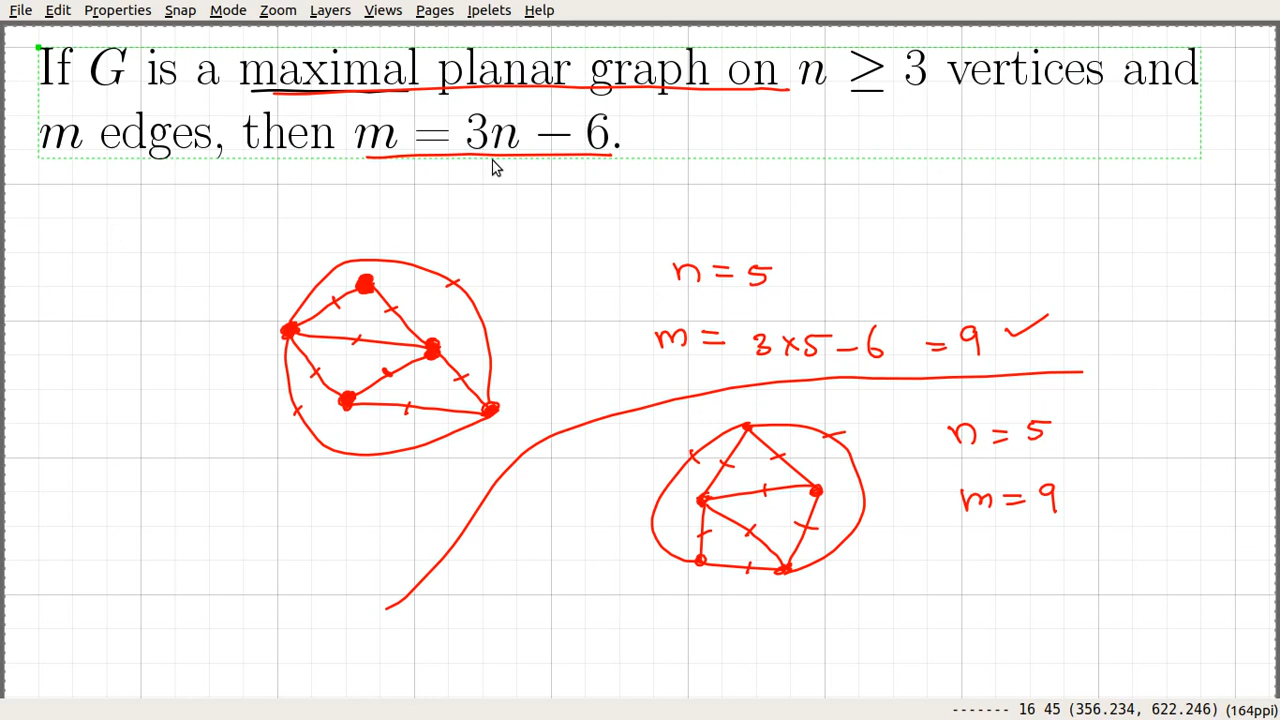 File Edit Properties Snap Mode Zoom Layers Views Pages Ipelets Help
If G is a maximal planar graph on n ≥ 3 vertices and
m edges, then m = 3n − 6.
n = 5
m = 3×5−6 = 9 ✓
n = 5
m = 9
------- 16 45 (356.234, 622.246) (164ppi)